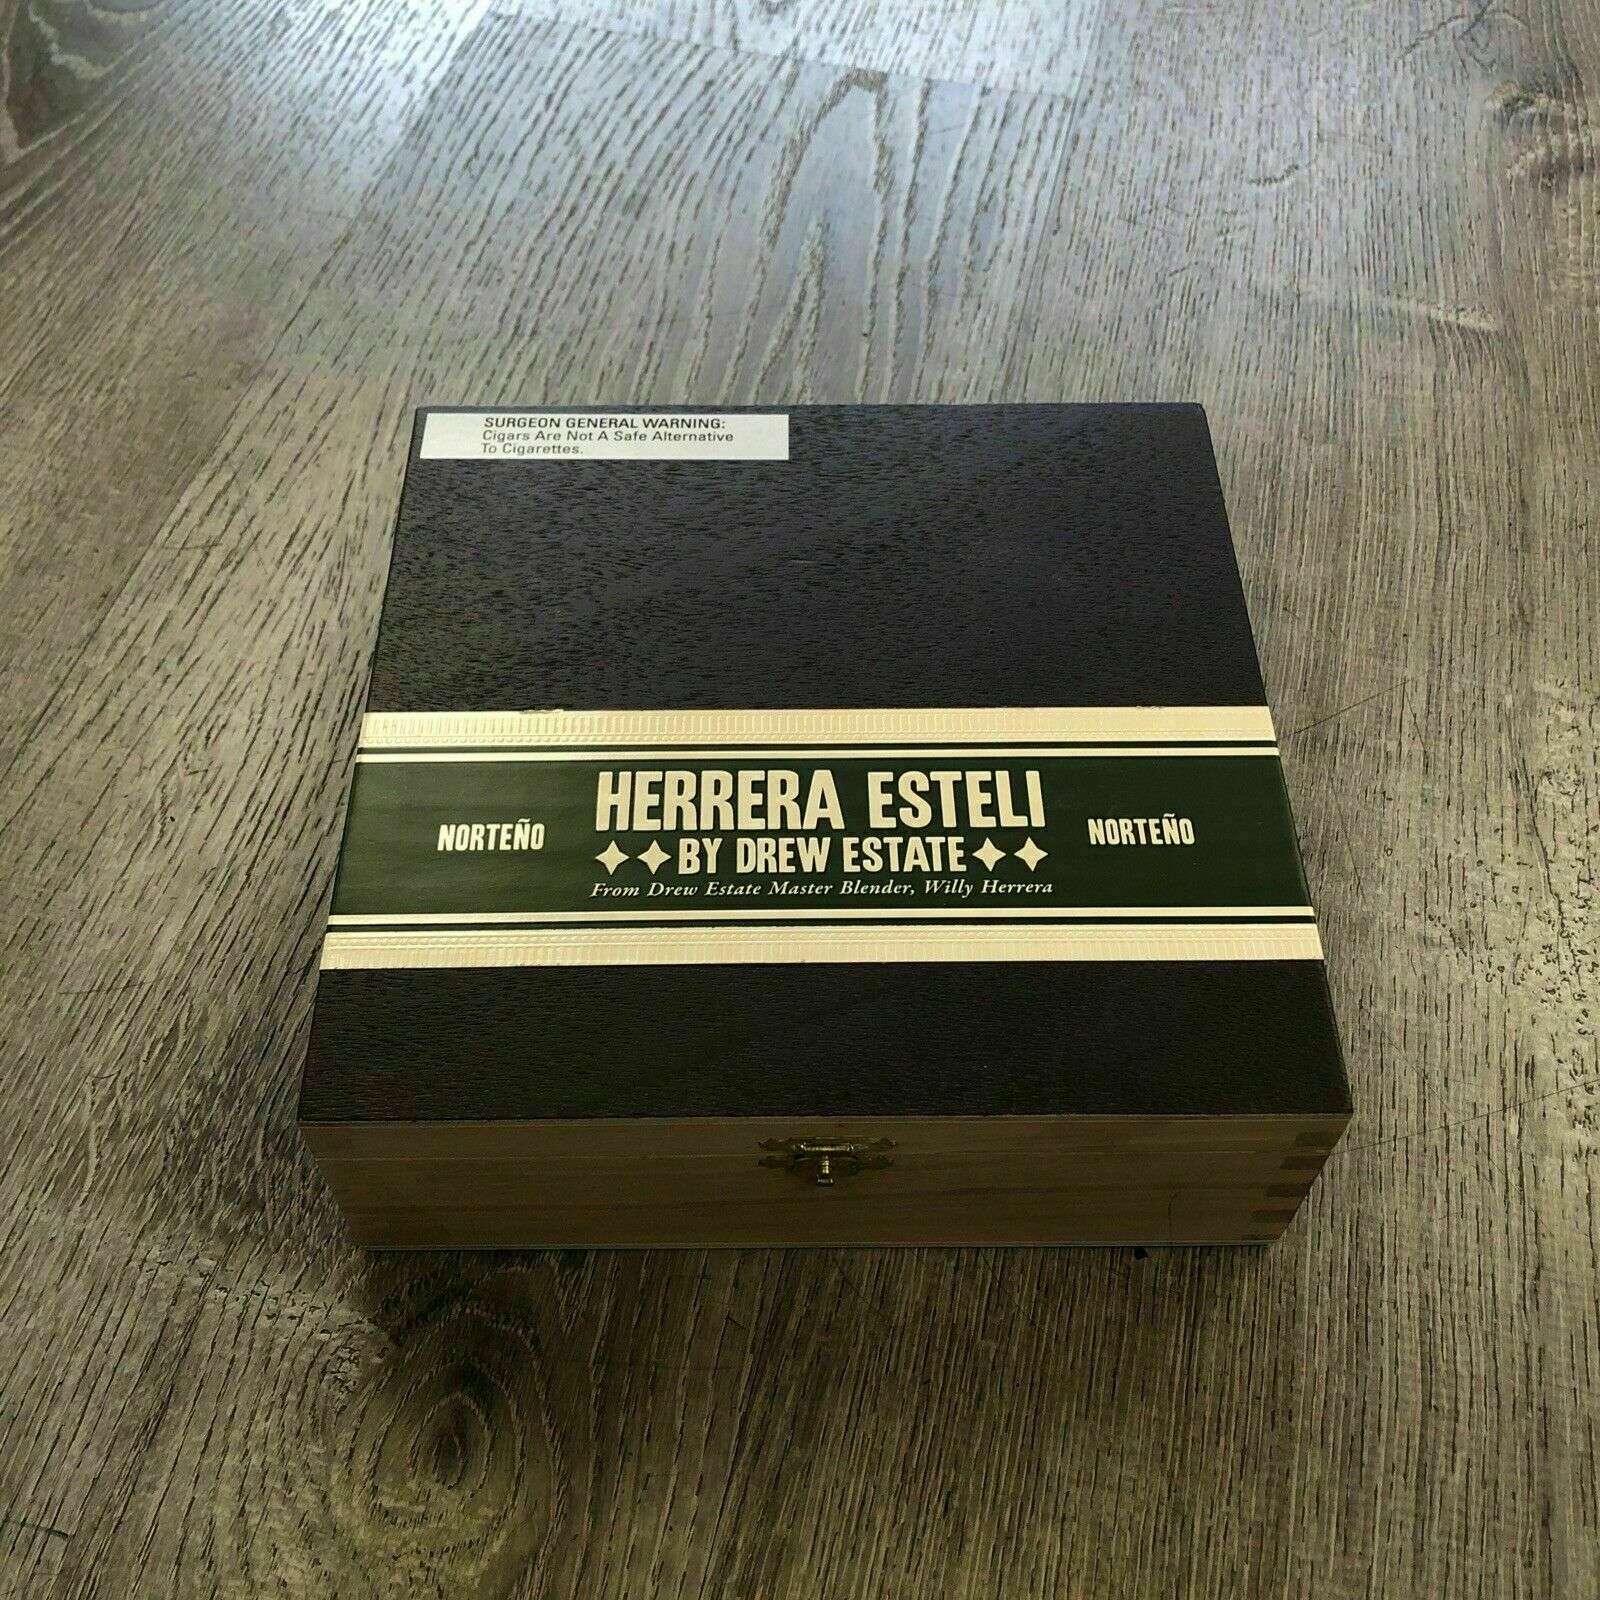 SURGEON GENERAL WARNING:
Cigars Are Not A Safe Alternative
To Cigarettes.
HERRERA ESTELI
NORTEÑO
NORTEÑO
BY DREW ESTATE
From Drew Estate Master Blender, Willy Herrera